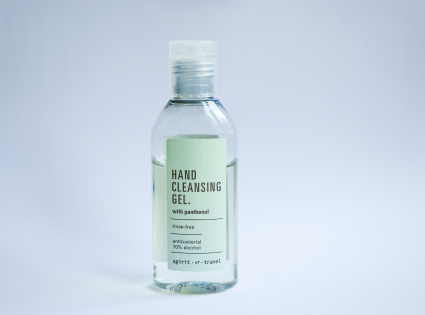 HAND
CLEANSING
GEL.
with panthenol
rinse-free
antibacterial
70% alcohol
spirit · of · travel